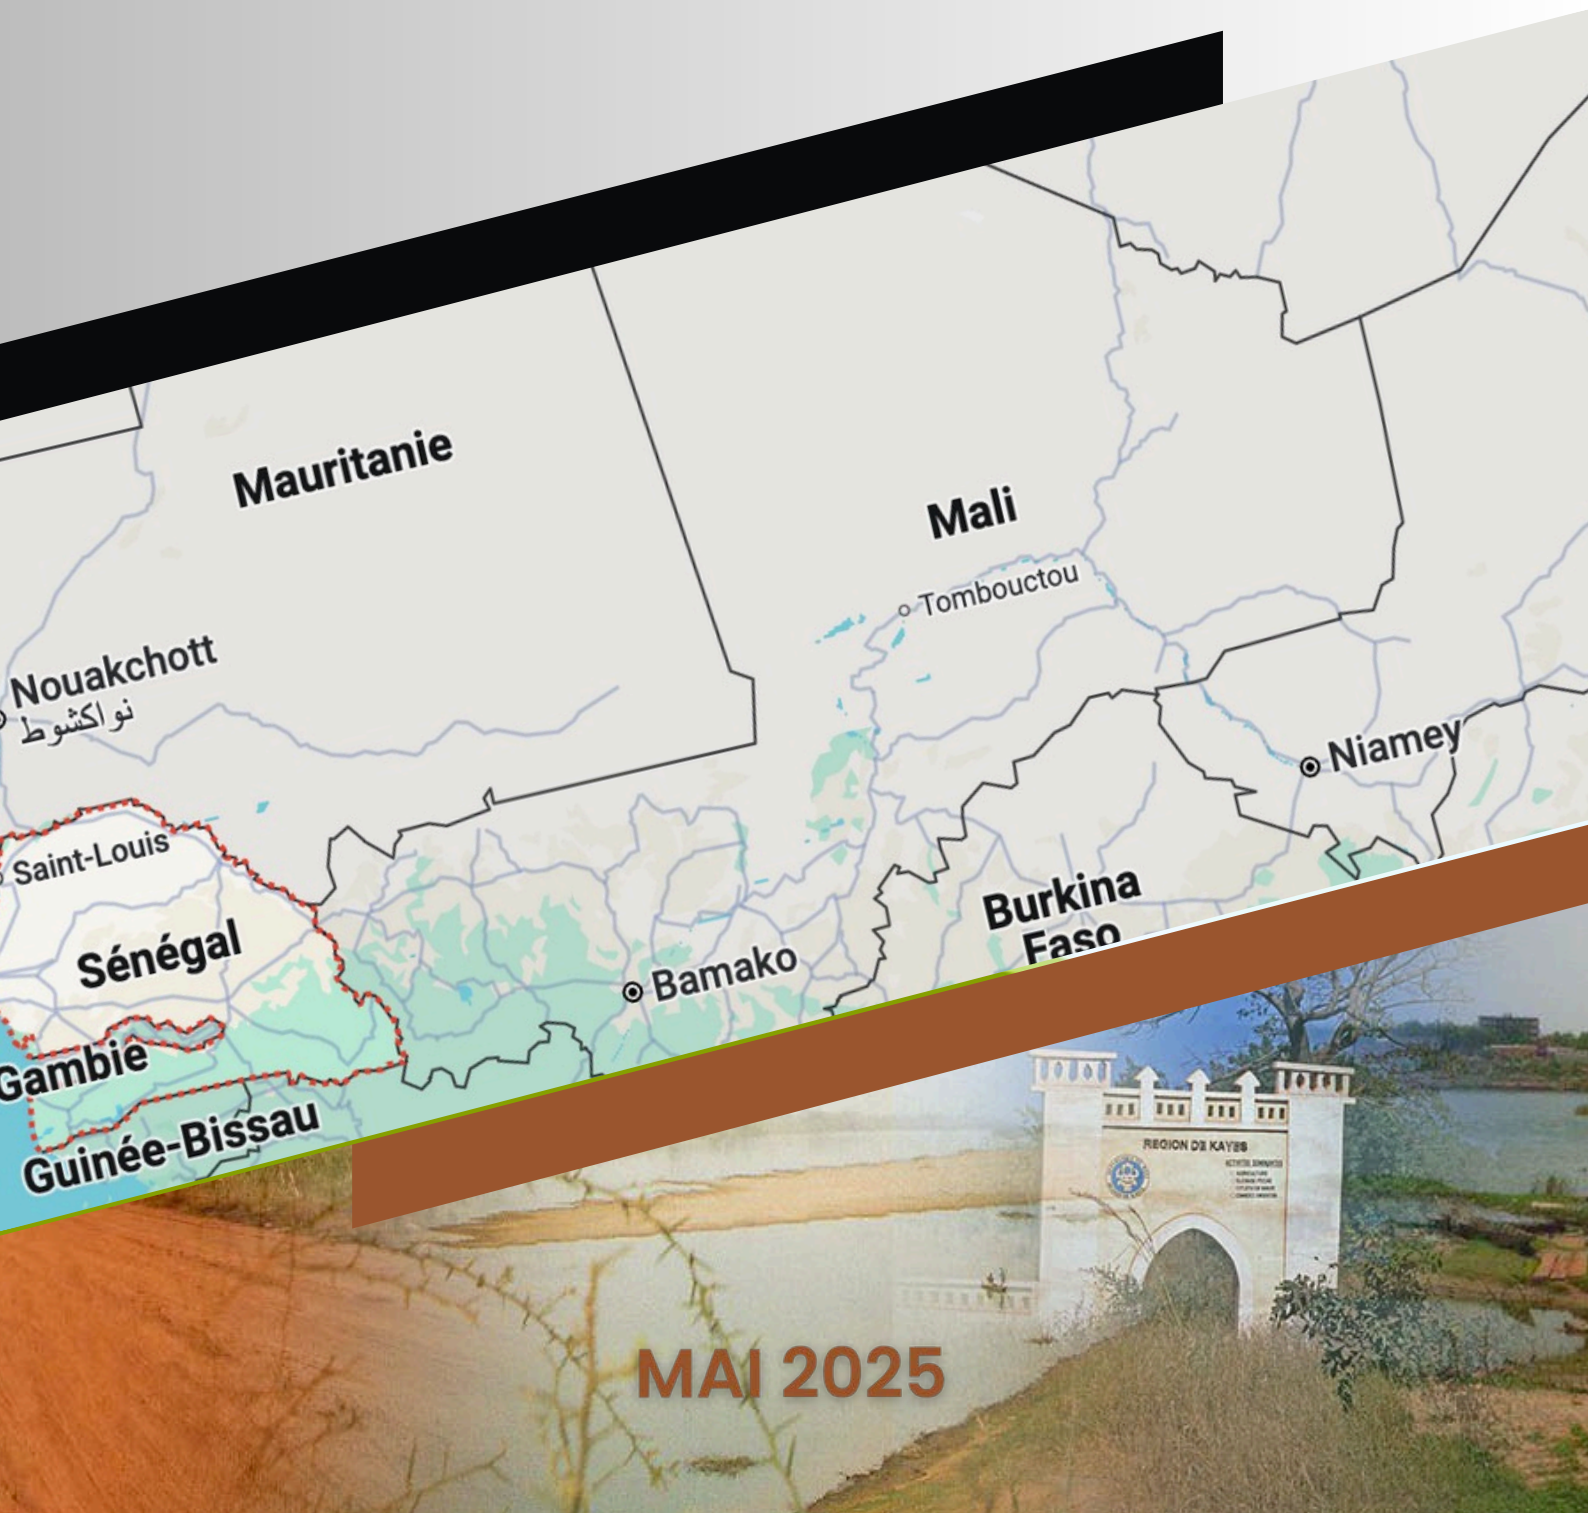 Mauritanie
Mali
Tombouctou
Nouakchott
نواكشوط
Niamey
Saint-Louis
Sénégal
Burkina
Faso
Bamako
Gambie
Guinée-Bissau
REGION DE KAYES
MAI 2025